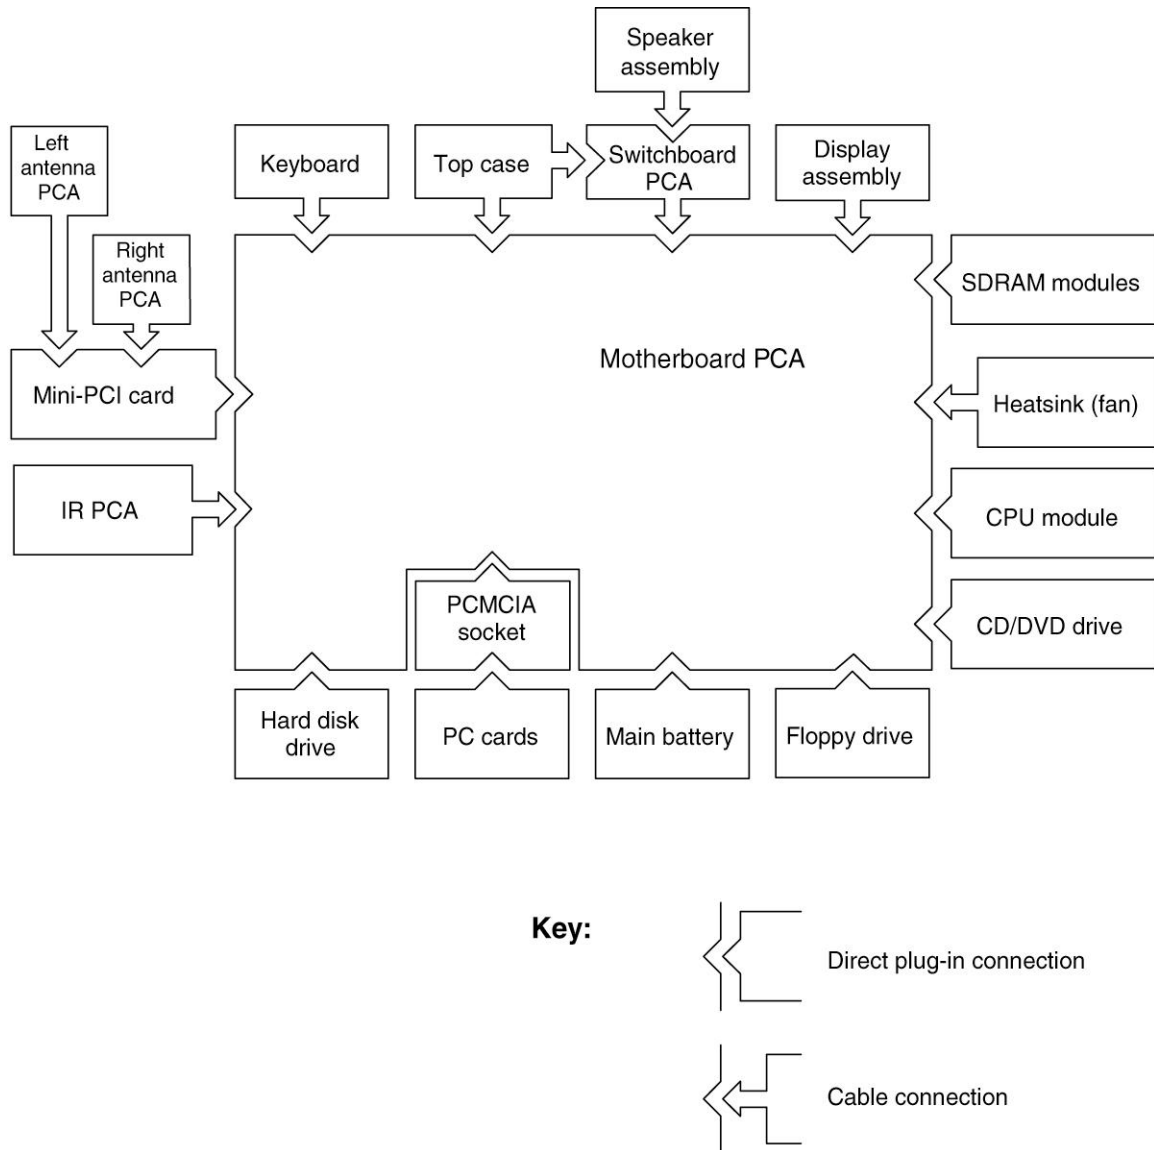 Speaker
assembly
Left
antenna
PCA
Keyboard
Top case
Switchboard
PCA
Display
assembly
Right
antenna
PCA
SDRAM modules
Motherboard PCA
Mini-PCI card
Heatsink (fan)
IR PCA
CPU module
PCMCIA
socket
CD/DVD drive
Hard disk
drive
PC cards
Main battery
Floppy drive
Key:
Direct plug-in connection
Cable connection